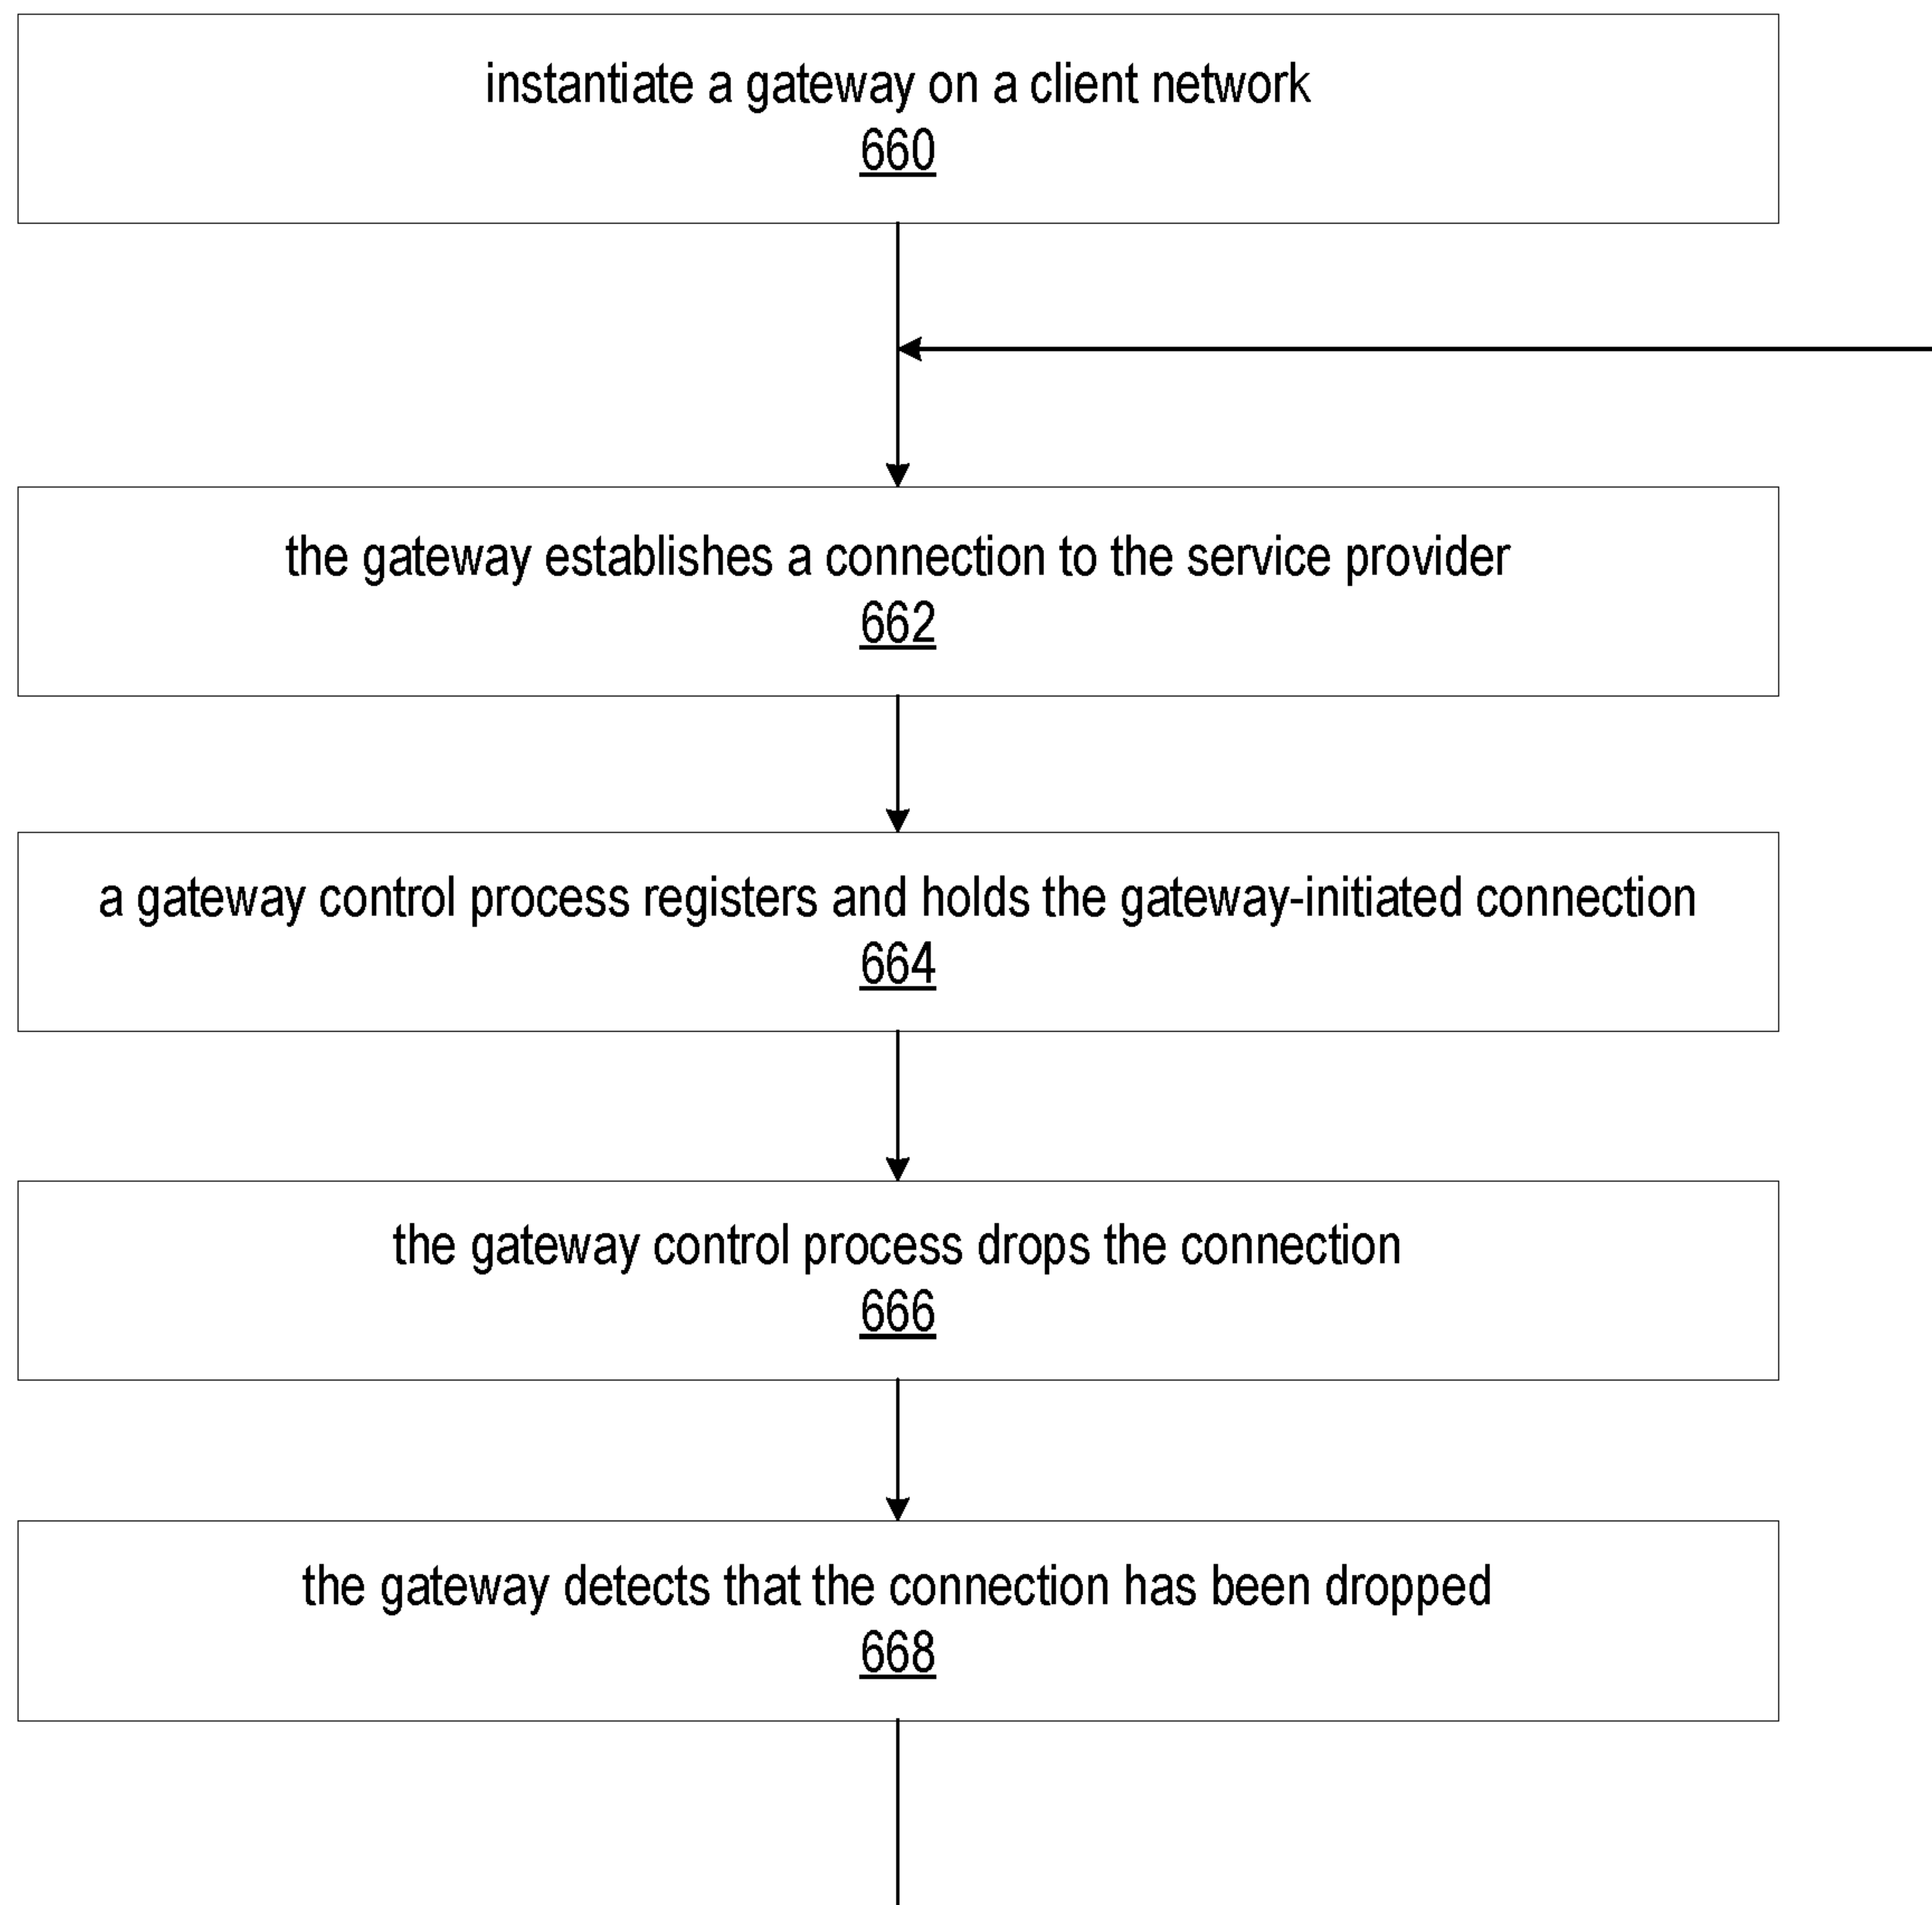 instantiate a gateway on a client network
660
the gateway establishes a connection to the service provider
662
a gateway control process registers and holds the gateway-initiated connection
664
the gateway control process drops the connection
666
the gateway detects that the connection has been dropped
668